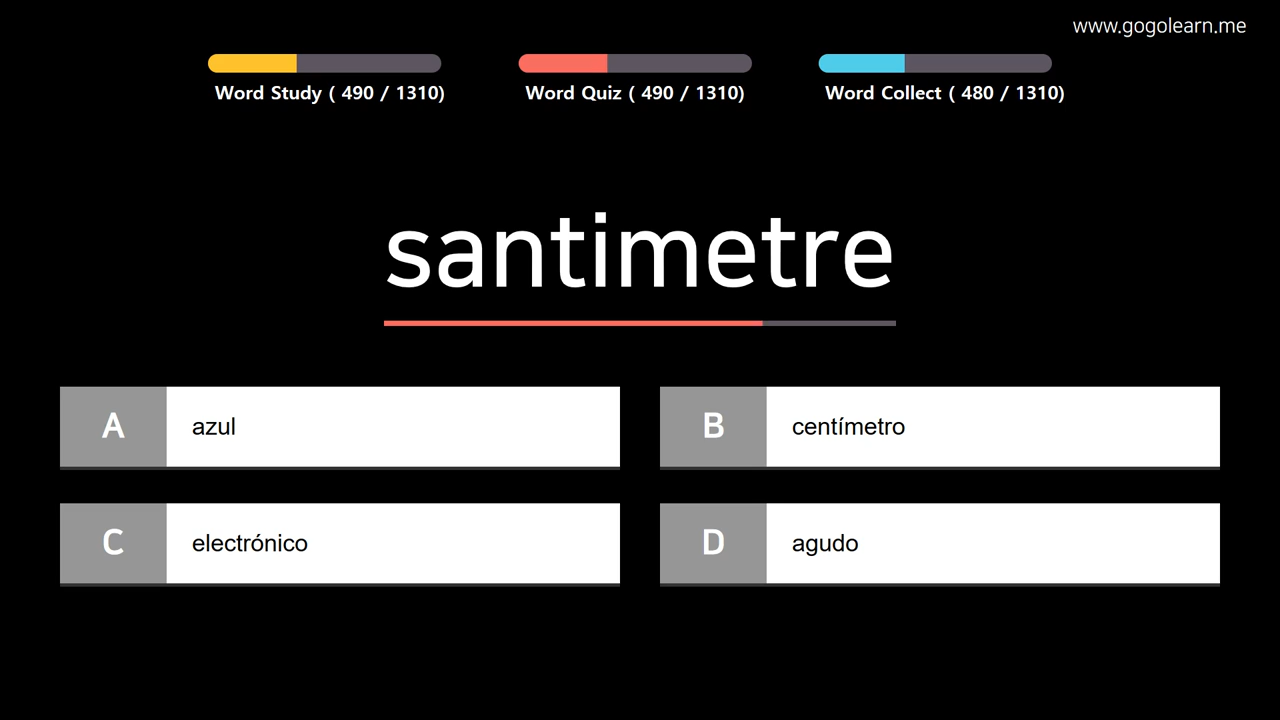 www.gogolearn.me
Word Study ( 490 / 1310)
Word Quiz ( 490 / 1310)
Word Collect ( 480 / 1310)
santimetre
A azul
B centímetro
C electrónico
D agudo